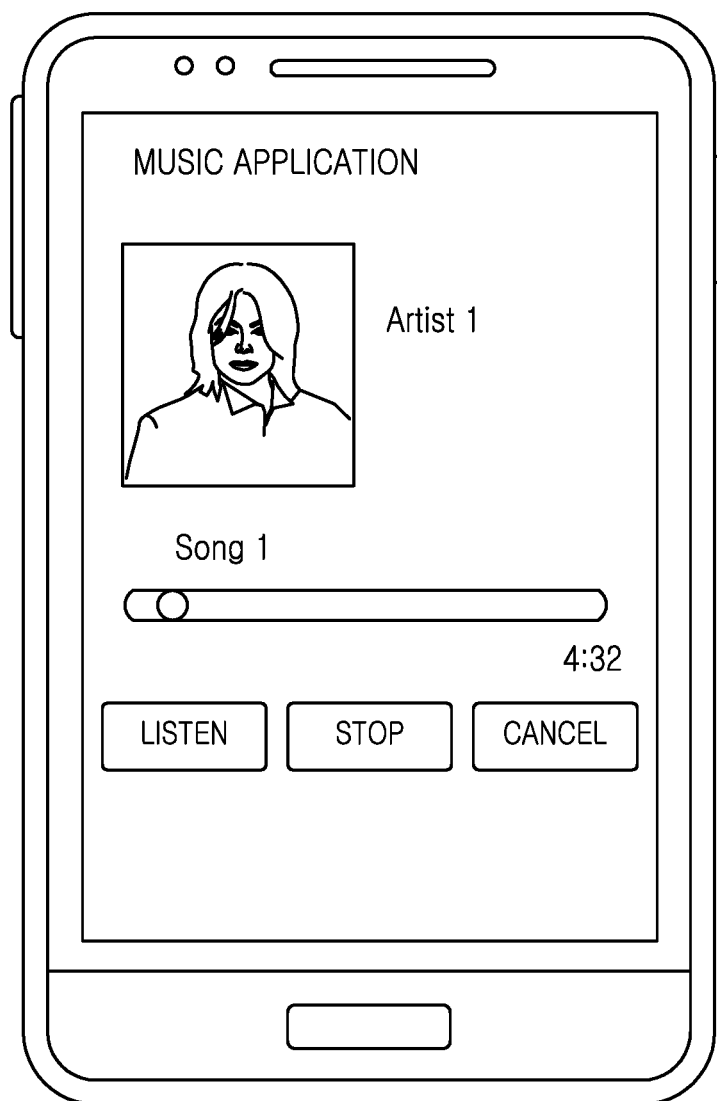 MUSIC APPLICATION
Artist 1
Song 1
4:32
LISTEN STOP CANCEL